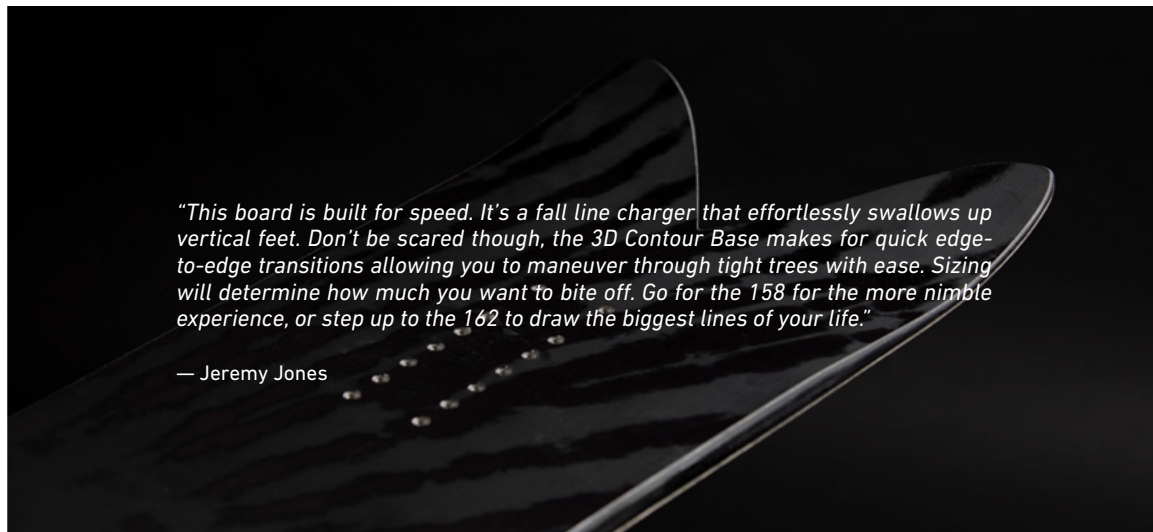 “This board is built for speed. It’s a fall line charger that effortlessly swallows up
vertical feet. Don’t be scared though, the 3D Contour Base makes for quick edge-
to-edge transitions allowing you to maneuver through tight trees with ease. Sizing
will determine how much you want to bite off. Go for the 158 for the more nimble
experience, or step up to the 162 to draw the biggest lines of your life.”
— Jeremy Jones